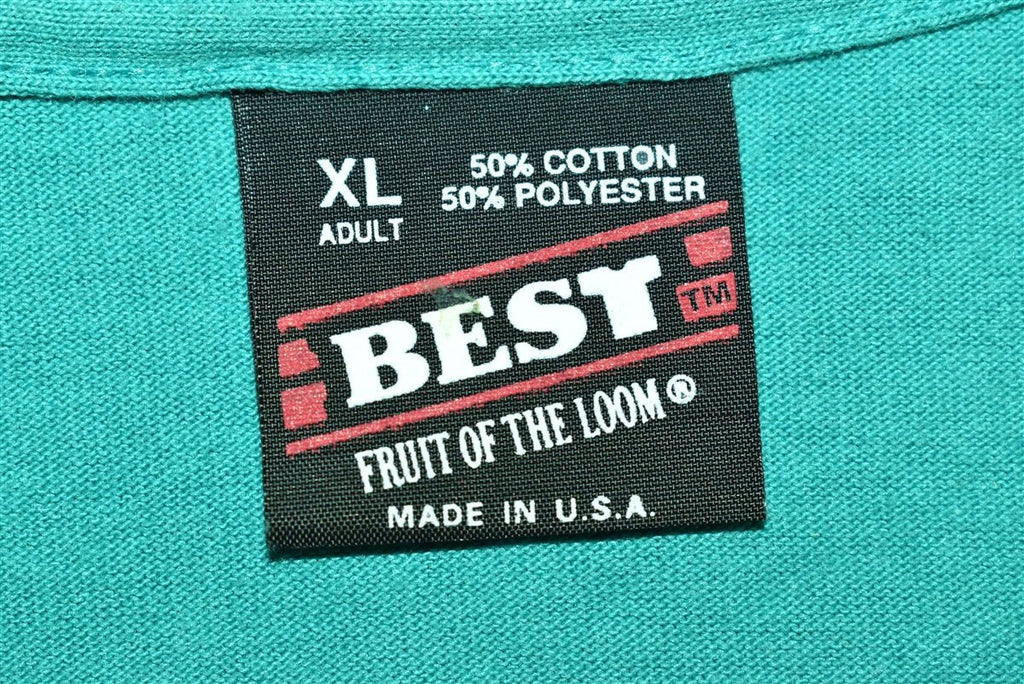 XL
ADULT
50% COTTON
50% POLYESTER
BEST
TM
FRUIT OF THE LOOM®
MADE IN U.S.A.